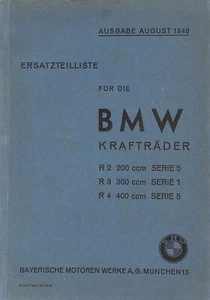 AUSGABE AUGUST 1940
ERSATZTEILLISTE
FÜR DIE
BMW
KRAFTRÄDER
R 2 200 ccm SERIE 5
R 3 300 ccm SERIE 1
R 4 400 ccm SERIE 5
BMW
BAYERISCHE MOTOREN WERKE A.G. MÜNCHEN 13